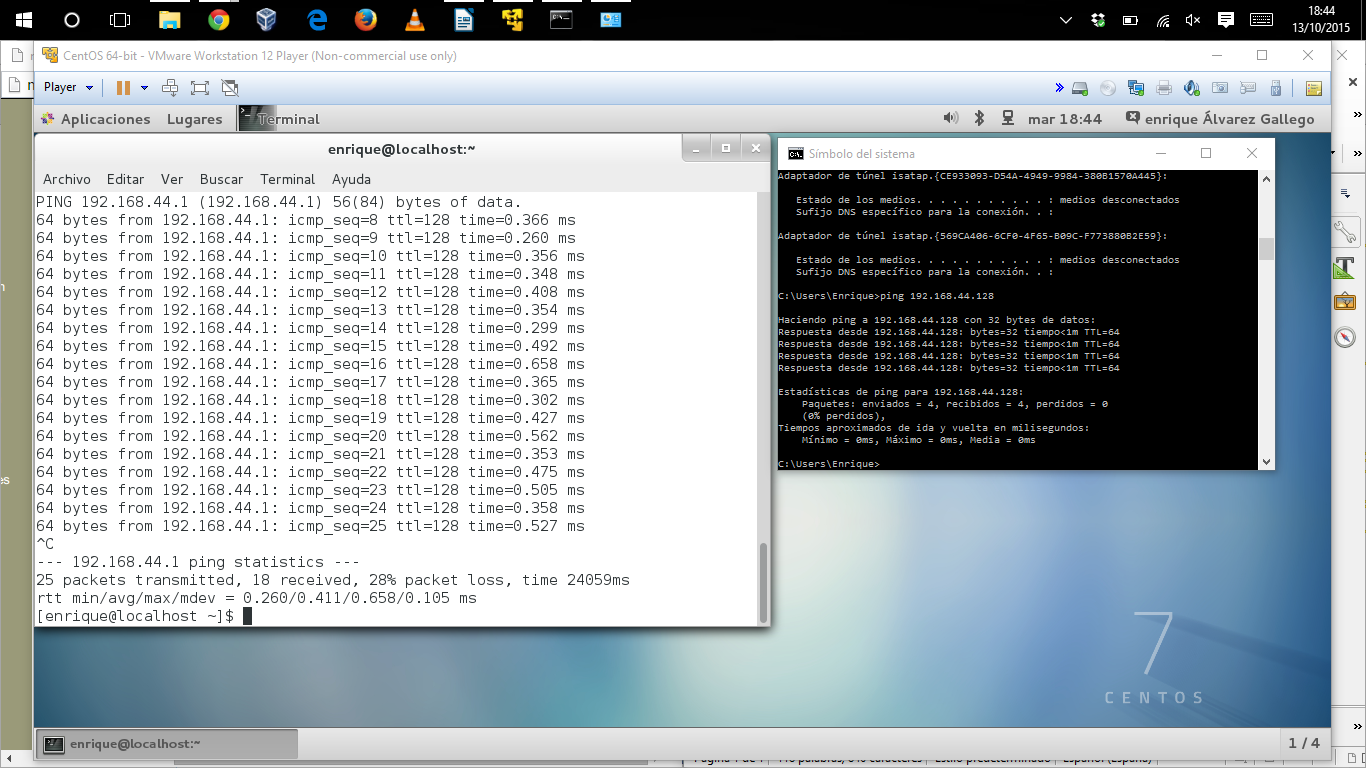 18:44
13/10/2015
CentOS 64-bit - VMware Workstation 12 Player (Non-commercial use only)
Player
Aplicaciones Lugares Terminal
mar 18:44 enrique Álvarez Gallego
enrique@localhost:~
Archivo Editar Ver Buscar Terminal Ayuda
PING 192.168.44.1 (192.168.44.1) 56(84) bytes of data.
64 bytes from 192.168.44.1: icmp_seq=8 ttl=128 time=0.366 ms
64 bytes from 192.168.44.1: icmp_seq=9 ttl=128 time=0.260 ms
64 bytes from 192.168.44.1: icmp_seq=10 ttl=128 time=0.356 ms
64 bytes from 192.168.44.1: icmp_seq=11 ttl=128 time=0.348 ms
64 bytes from 192.168.44.1: icmp_seq=12 ttl=128 time=0.408 ms
64 bytes from 192.168.44.1: icmp_seq=13 ttl=128 time=0.354 ms
64 bytes from 192.168.44.1: icmp_seq=14 ttl=128 time=0.299 ms
64 bytes from 192.168.44.1: icmp_seq=15 ttl=128 time=0.492 ms
64 bytes from 192.168.44.1: icmp_seq=16 ttl=128 time=0.658 ms
64 bytes from 192.168.44.1: icmp_seq=17 ttl=128 time=0.365 ms
64 bytes from 192.168.44.1: icmp_seq=18 ttl=128 time=0.302 ms
64 bytes from 192.168.44.1: icmp_seq=19 ttl=128 time=0.427 ms
64 bytes from 192.168.44.1: icmp_seq=20 ttl=128 time=0.562 ms
64 bytes from 192.168.44.1: icmp_seq=21 ttl=128 time=0.353 ms
64 bytes from 192.168.44.1: icmp_seq=22 ttl=128 time=0.475 ms
64 bytes from 192.168.44.1: icmp_seq=23 ttl=128 time=0.505 ms
64 bytes from 192.168.44.1: icmp_seq=24 ttl=128 time=0.358 ms
64 bytes from 192.168.44.1: icmp_seq=25 ttl=128 time=0.527 ms
^C
--- 192.168.44.1 ping statistics ---
25 packets transmitted, 18 received, 28% packet loss, time 24059ms
rtt min/avg/max/mdev = 0.260/0.411/0.658/0.105 ms
[enrique@localhost ~]$
Símbolo del sistema
Adaptador de túnel isatap.{CE933093-D54A-4949-9984-380B1570A445}:
Estado de los medios. . . . . . . . . . . : medios desconectados
Sufijo DNS específico para la conexión. . :
Adaptador de túnel isatap.{569CA406-6CF0-4F65-B09C-F773880B2E59}:
Estado de los medios. . . . . . . . . . . : medios desconectados
Sufijo DNS específico para la conexión. . :
C:\Users\Enrique>ping 192.168.44.128
Haciendo ping a 192.168.44.128 con 32 bytes de datos:
Respuesta desde 192.168.44.128: bytes=32 tiempo<1m TTL=64
Respuesta desde 192.168.44.128: bytes=32 tiempo<1m TTL=64
Respuesta desde 192.168.44.128: bytes=32 tiempo<1m TTL=64
Respuesta desde 192.168.44.128: bytes=32 tiempo<1m TTL=64
Estadísticas de ping para 192.168.44.128:
Paquetes: enviados = 4, recibidos = 4, perdidos = 0
(0% perdidos),
Tiempos aproximados de ida y vuelta en milisegundos:
Mínimo = 0ms, Máximo = 0ms, Media = 0ms
C:\Users\Enrique>
7
CENTOS
enrique@localhost:~
1 / 4